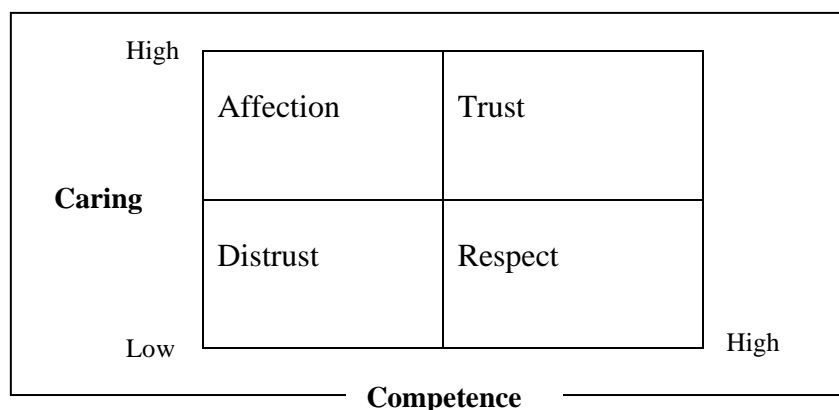 High
Affection Trust
Caring
Distrust Respect
Low High
Competence